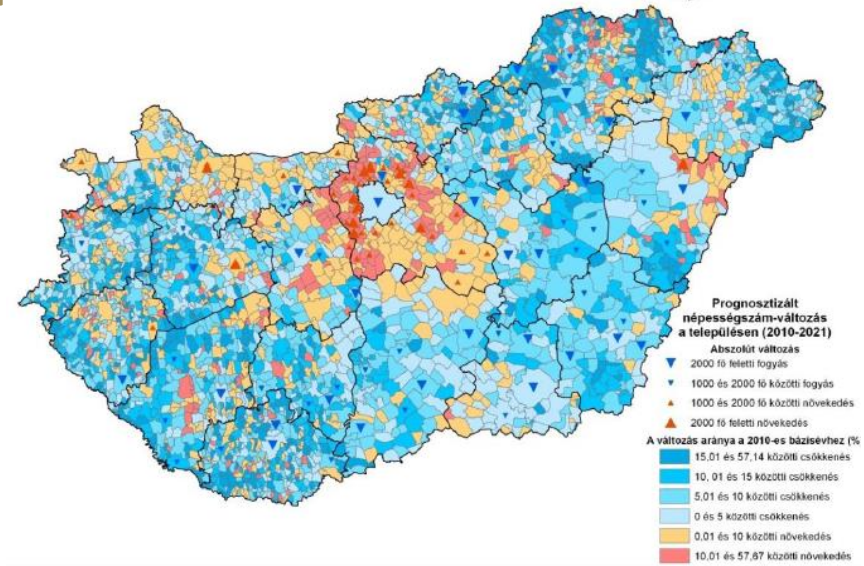 Prognosztizált
népességszám-változás
a településen (2010-2021)
Abszolút változás
2000 fő feletti fogyás
1000 és 2000 fő közötti fogyás
1000 és 2000 fő közötti növekedés
2000 fő feletti növekedés
A változás aránya a 2010-es bázisévhez (%
15,01 és 57,14 közötti csökkenés
10, 01 és 15 közötti csökkenés
5,01 és 10 közötti csökkenés
0 és 5 közötti csökkenés
0,01 és 10 közötti növekedés
10,01 és 57,67 közötti növekedés